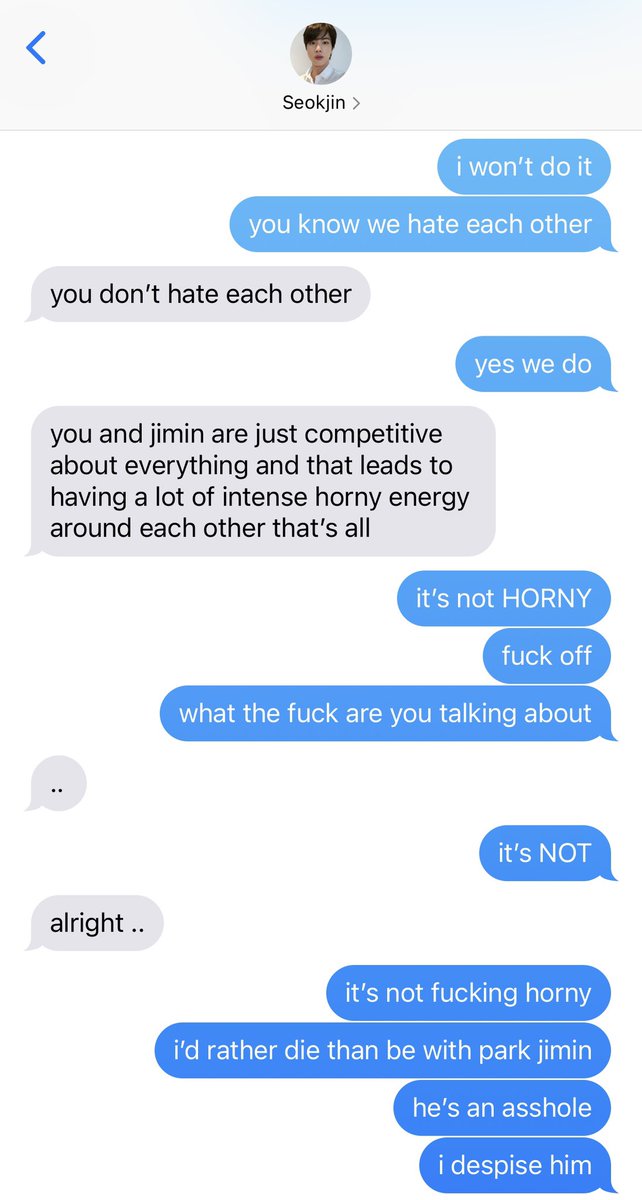 Seokjin
i won’t do it
you know we hate each other
you don’t hate each other
yes we do
you and jimin are just competitive
about everything and that leads to
having a lot of intense horny energy
around each other that’s all
it’s not HORNY
fuck off
what the fuck are you talking about
..
it’s NOT
alright ..
it’s not fucking horny
i’d rather die than be with park jimin
he’s an asshole
i despise him